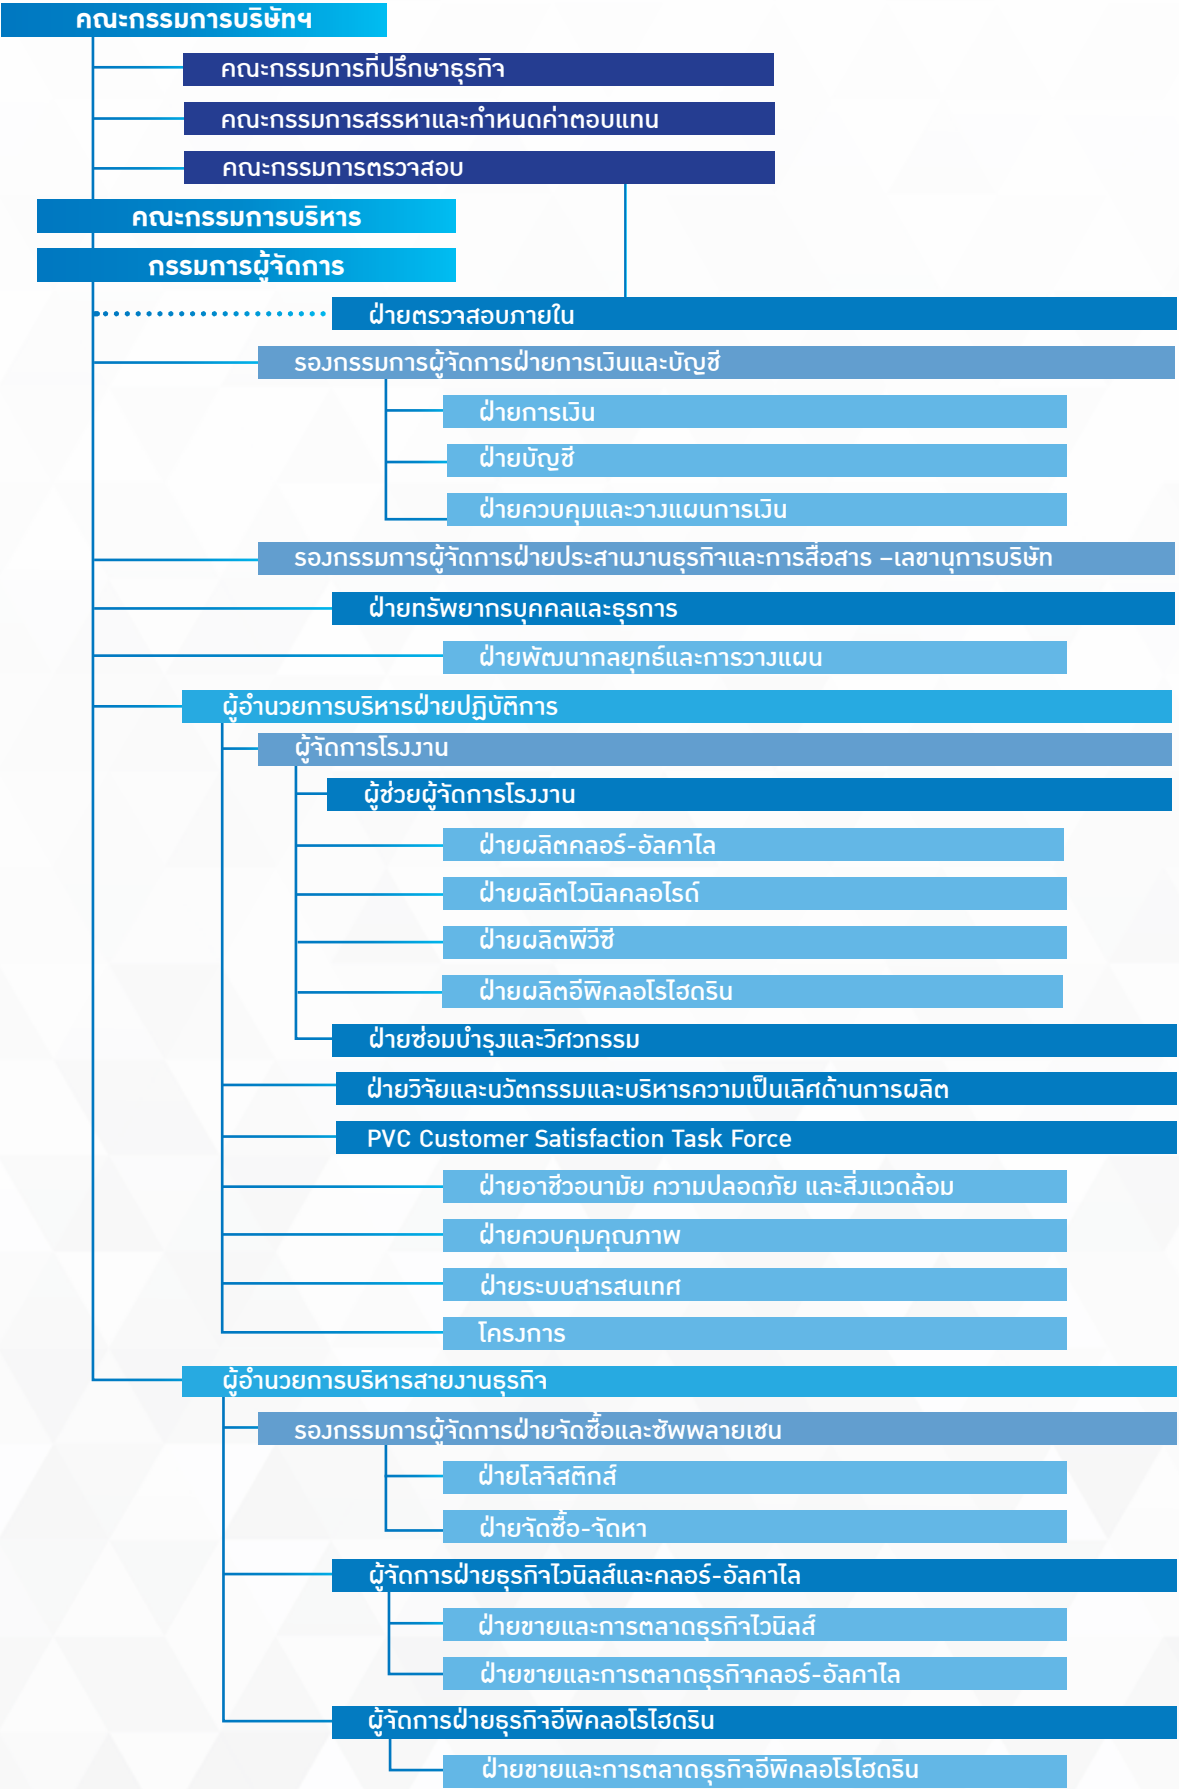 คณะกรรมการบริษัทฯ
คณะกรรมการที่ปรึกษาธุรกิจ
คณะกรรมการสรรหาและกำหนดค่าตอบแทน
คณะกรรมการตรวจสอบ
คณะกรรมการบริหาร
กรรมการผู้จัดการ
ฝ่ายตรวจสอบภายใน
รองกรรมการผู้จัดการฝ่ายการเงินและบัญชี
ฝ่ายการเงิน
ฝ่ายบัญชี
ฝ่ายควบคุมและวางแผนการเงิน
รองกรรมการผู้จัดการฝ่ายประสานงานธุรกิจและการสื่อสาร –เลขานุการบริษัท
ฝ่ายทรัพยากรบุคคลและธุรการ
ฝ่ายพัฒนากลยุทธ์และการวางแผน
ผู้อำนวยการบริหารฝ่ายปฏิบัติการ
ผู้จัดการโรงงาน
ผู้ช่วยผู้จัดการโรงงาน
ฝ่ายผลิตคลอร์-อัลคาไล
ฝ่ายผลิตไวนิลคลอไรด์
ฝ่ายผลิตพีวีซี
ฝ่ายผลิตอีพิคลอโรไฮดริน
ฝ่ายซ่อมบำรุงและวิศวกรรม
ฝ่ายวิจัยและนวัตกรรมและบริหารความเป็นเลิศด้านการผลิต
PVC Customer Satisfaction Task Force
ฝ่ายอาชีวอนามัย ความปลอดภัย และสิ่งแวดล้อม
ฝ่ายควบคุมคุณภาพ
ฝ่ายระบบสารสนเทศ
โครงการ
ผู้อำนวยการบริหารสายงานธุรกิจ
รองกรรมการผู้จัดการฝ่ายจัดซื้อและซัพพลายเชน
ฝ่ายโลจิสติกส์
ฝ่ายจัดซื้อ-จัดหา
ผู้จัดการฝ่ายธุรกิจไวนิลส์และคลอร์-อัลคาไล
ฝ่ายขายและการตลาดธุรกิจไวนิลส์
ฝ่ายขายและการตลาดธุรกิจคลอร์-อัลคาไล
ผู้จัดการฝ่ายธุรกิจอีพิคลอโรไฮดริน
ฝ่ายขายและการตลาดธุรกิจอีพิคลอโรไฮดริน